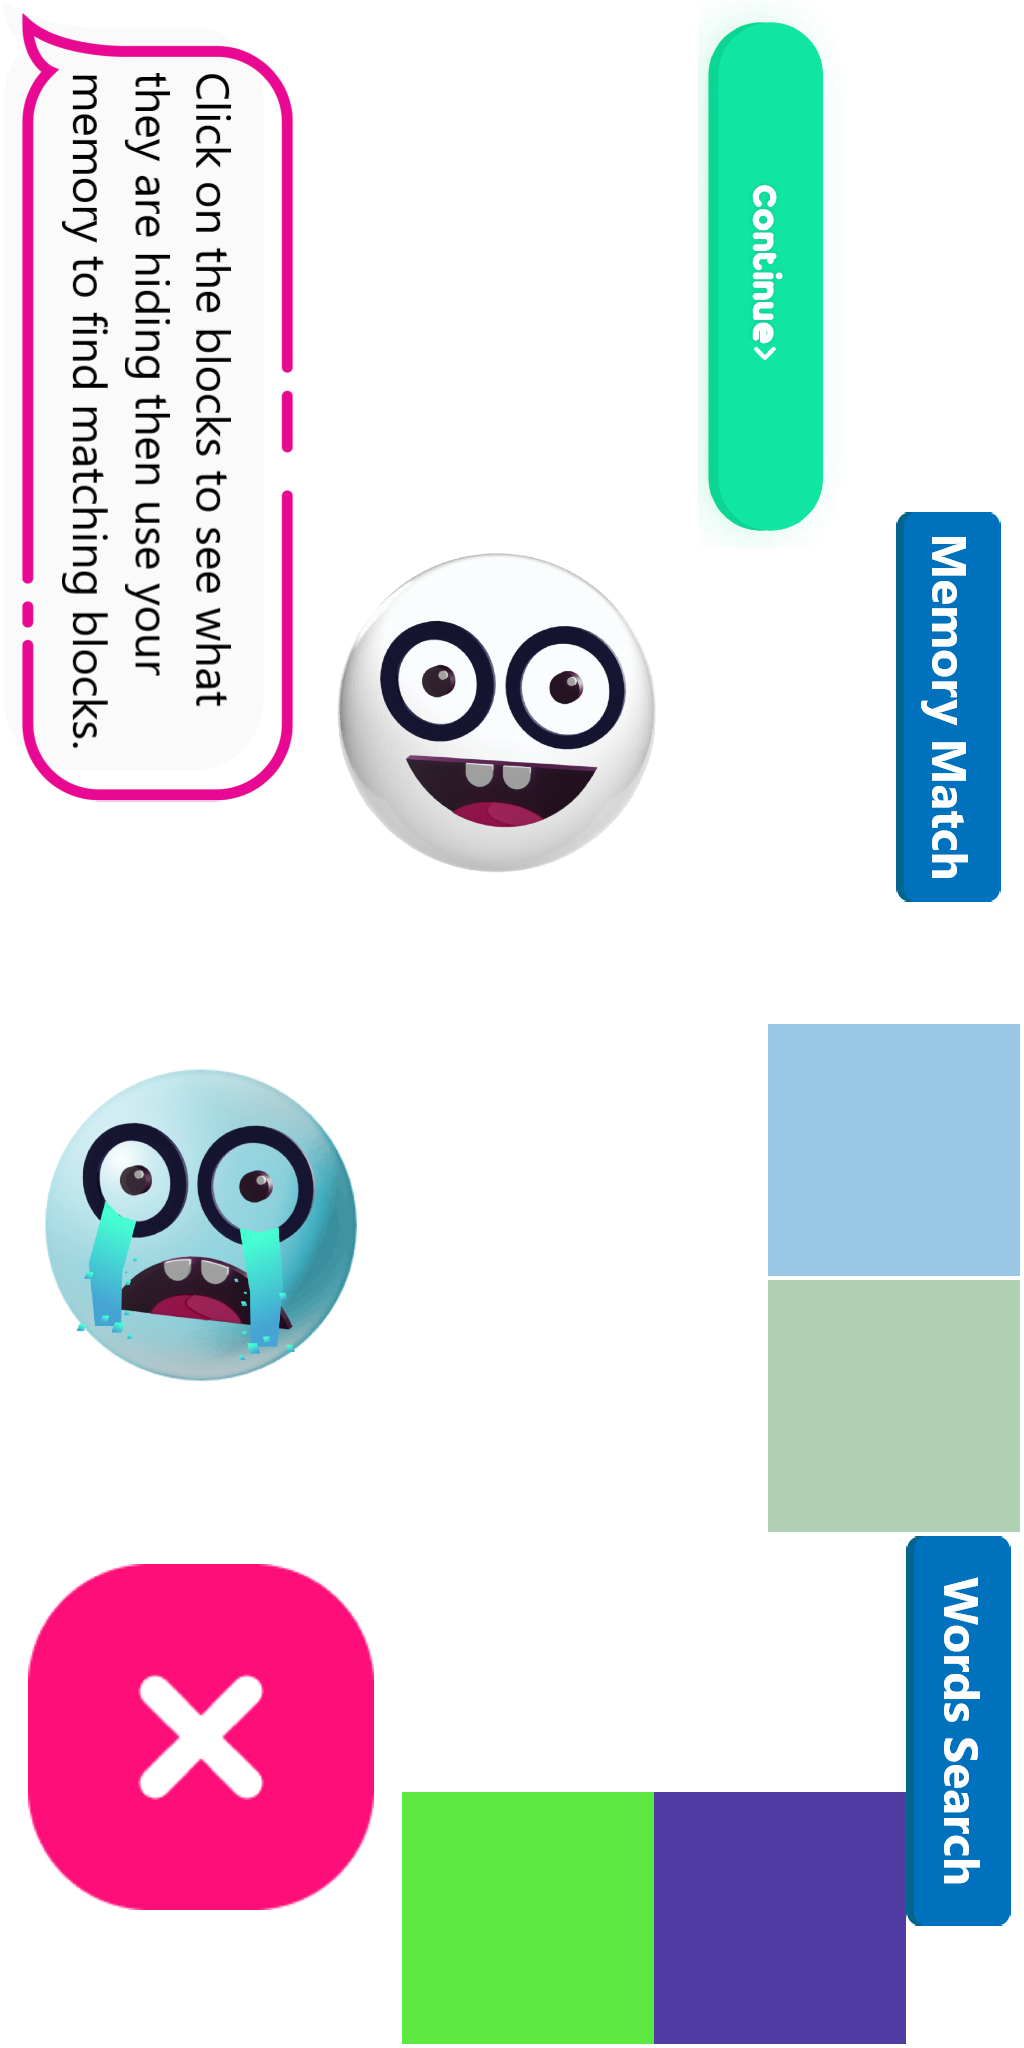 Click on the blocks to see what
they are hiding then use your
memory to find matching blocks.
continue>
Memory Match
Words Search